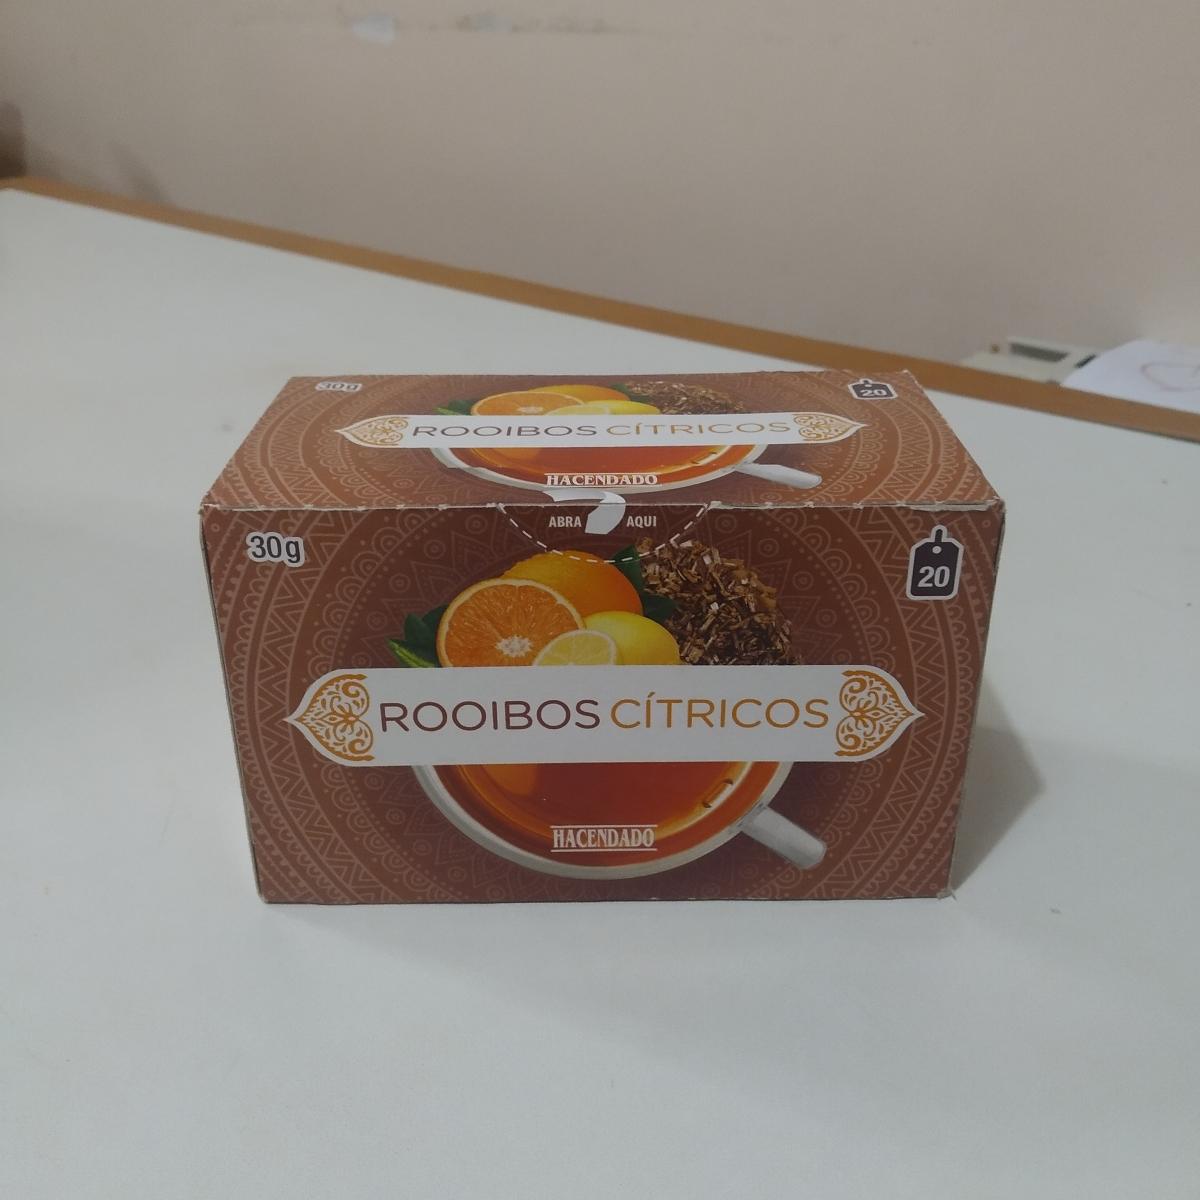 30g
20
ROOIBOS CÍTRICOS
HACENDADO
ABRA AQUI
30g
20
ROOIBOS CÍTRICOS
HACENDADO